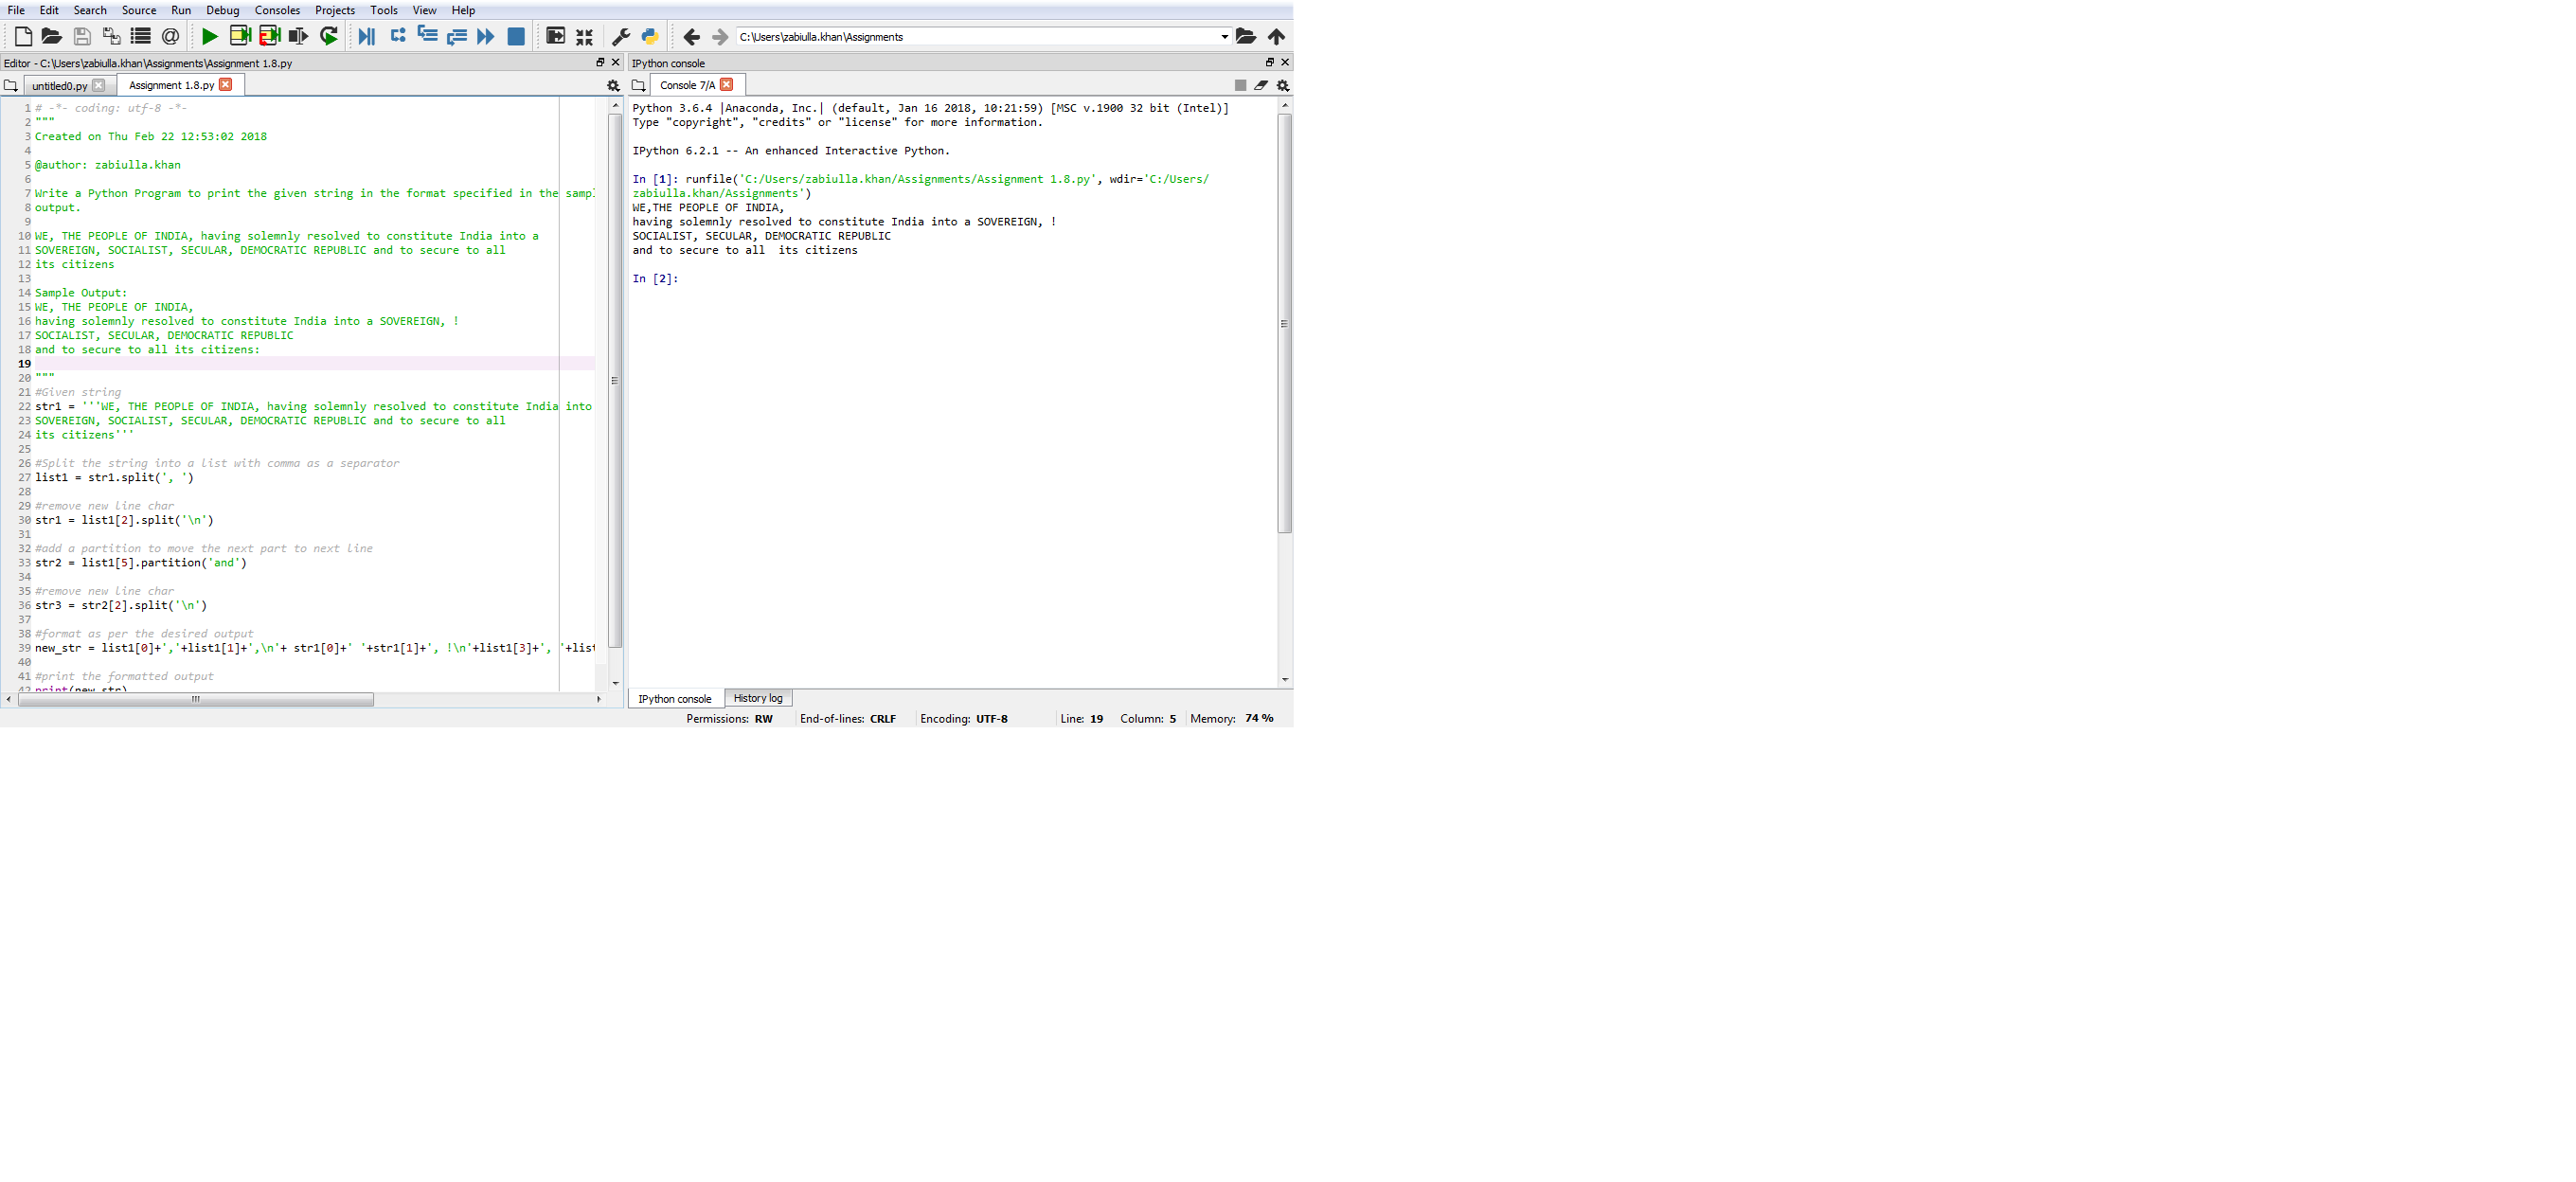 File Edit Search Source Run Debug Consoles Projects Tools View Help
C:\Users\zabiulla.khan\Assignments
Editor - C:\Users\zabiulla.khan\Assignments\Assignment 1.8.py
untitled0.py Assignment 1.8.py
1 # -*- coding: utf-8 -*-
2 """
3 Created on Thu Feb 22 12:53:02 2018
4
5 @author: zabiulla.khan
6
7 Write a Python Program to print the given string in the format specified in the sampl
8 output.
9
10 WE, THE PEOPLE OF INDIA, having solemnly resolved to constitute India into a
11 SOVEREIGN, SOCIALIST, SECULAR, DEMOCRATIC REPUBLIC and to secure to all
12 its citizens
13
14 Sample Output:
15 WE, THE PEOPLE OF INDIA,
16 having solemnly resolved to constitute India into a SOVEREIGN, !
17 SOCIALIST, SECULAR, DEMOCRATIC REPUBLIC
18 and to secure to all its citizens:
19
20 """
21 #Given string
22 str1 = '''WE, THE PEOPLE OF INDIA, having solemnly resolved to constitute India into
23 SOVEREIGN, SOCIALIST, SECULAR, DEMOCRATIC REPUBLIC and to secure to all
24 its citizens'''
25
26 #Split the string into a list with comma as a separator
27 list1 = str1.split(', ')
28
29 #remove new line char
30 str1 = list1[2].split('\n')
31
32 #add a partition to move the next part to next line
33 str2 = list1[5].partition('and')
34
35 #remove new line char
36 str3 = str2[2].split('\n')
37
38 #format as per the desired output
39 new_str = list1[0]+','+list1[1]+',\n'+ str1[0]+' '+str1[1]+', !\n'+list1[3]+', '+list
40
41 #print the formatted output
42 print(new_str)
IPython console
Console 7/A
Python 3.6.4 |Anaconda, Inc.| (default, Jan 16 2018, 10:21:59) [MSC v.1900 32 bit (Intel)]
Type "copyright", "credits" or "license" for more information.
IPython 6.2.1 -- An enhanced Interactive Python.
In [1]: runfile('C:/Users/zabiulla.khan/Assignments/Assignment 1.8.py', wdir='C:/Users/
zabiulla.khan/Assignments')
WE,THE PEOPLE OF INDIA,
having solemnly resolved to constitute India into a SOVEREIGN, !
SOCIALIST, SECULAR, DEMOCRATIC REPUBLIC
and to secure to all  its citizens
In [2]:
IPython console History log
Permissions: RW End-of-lines: CRLF Encoding: UTF-8 Line: 19 Column: 5 Memory: 74 %